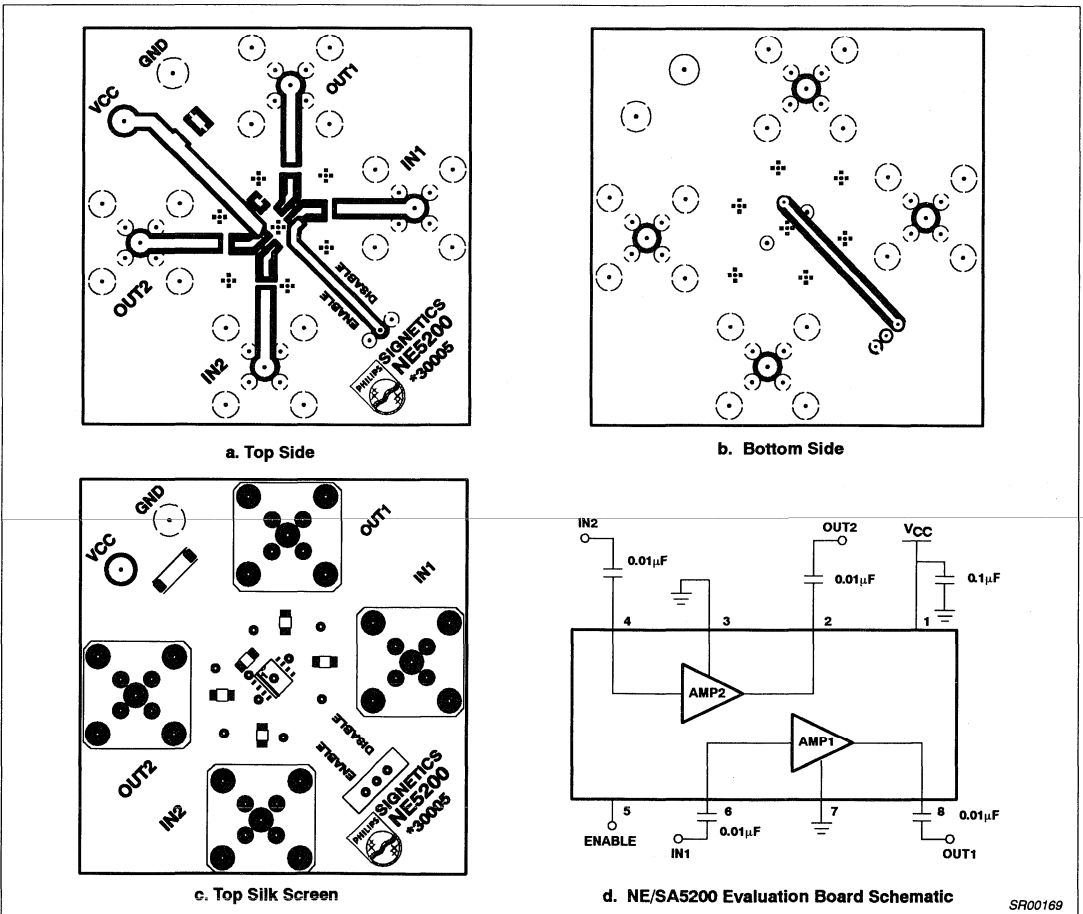 GND
VCC
OUT1
IN1
OUT2
IN2
DISABLE
ENABLE
SIGNETICS
NE5200
*30005
PHILIPS
a. Top Side
b. Bottom Side
GND
VCC
OUT1
IN1
OUT2
IN2
DISABLE
ENABLE
SIGNETICS
NE5200
*30005
PHILIPS
c. Top Silk Screen
IN2
OUT2
VCC
0.01µF
0.01µF
0.1µF
4
3
2
1
AMP2
AMP1
5
6
7
8
0.01µF
0.01µF
ENABLE
IN1
OUT1
d. NE/SA5200 Evaluation Board Schematic
SR00169